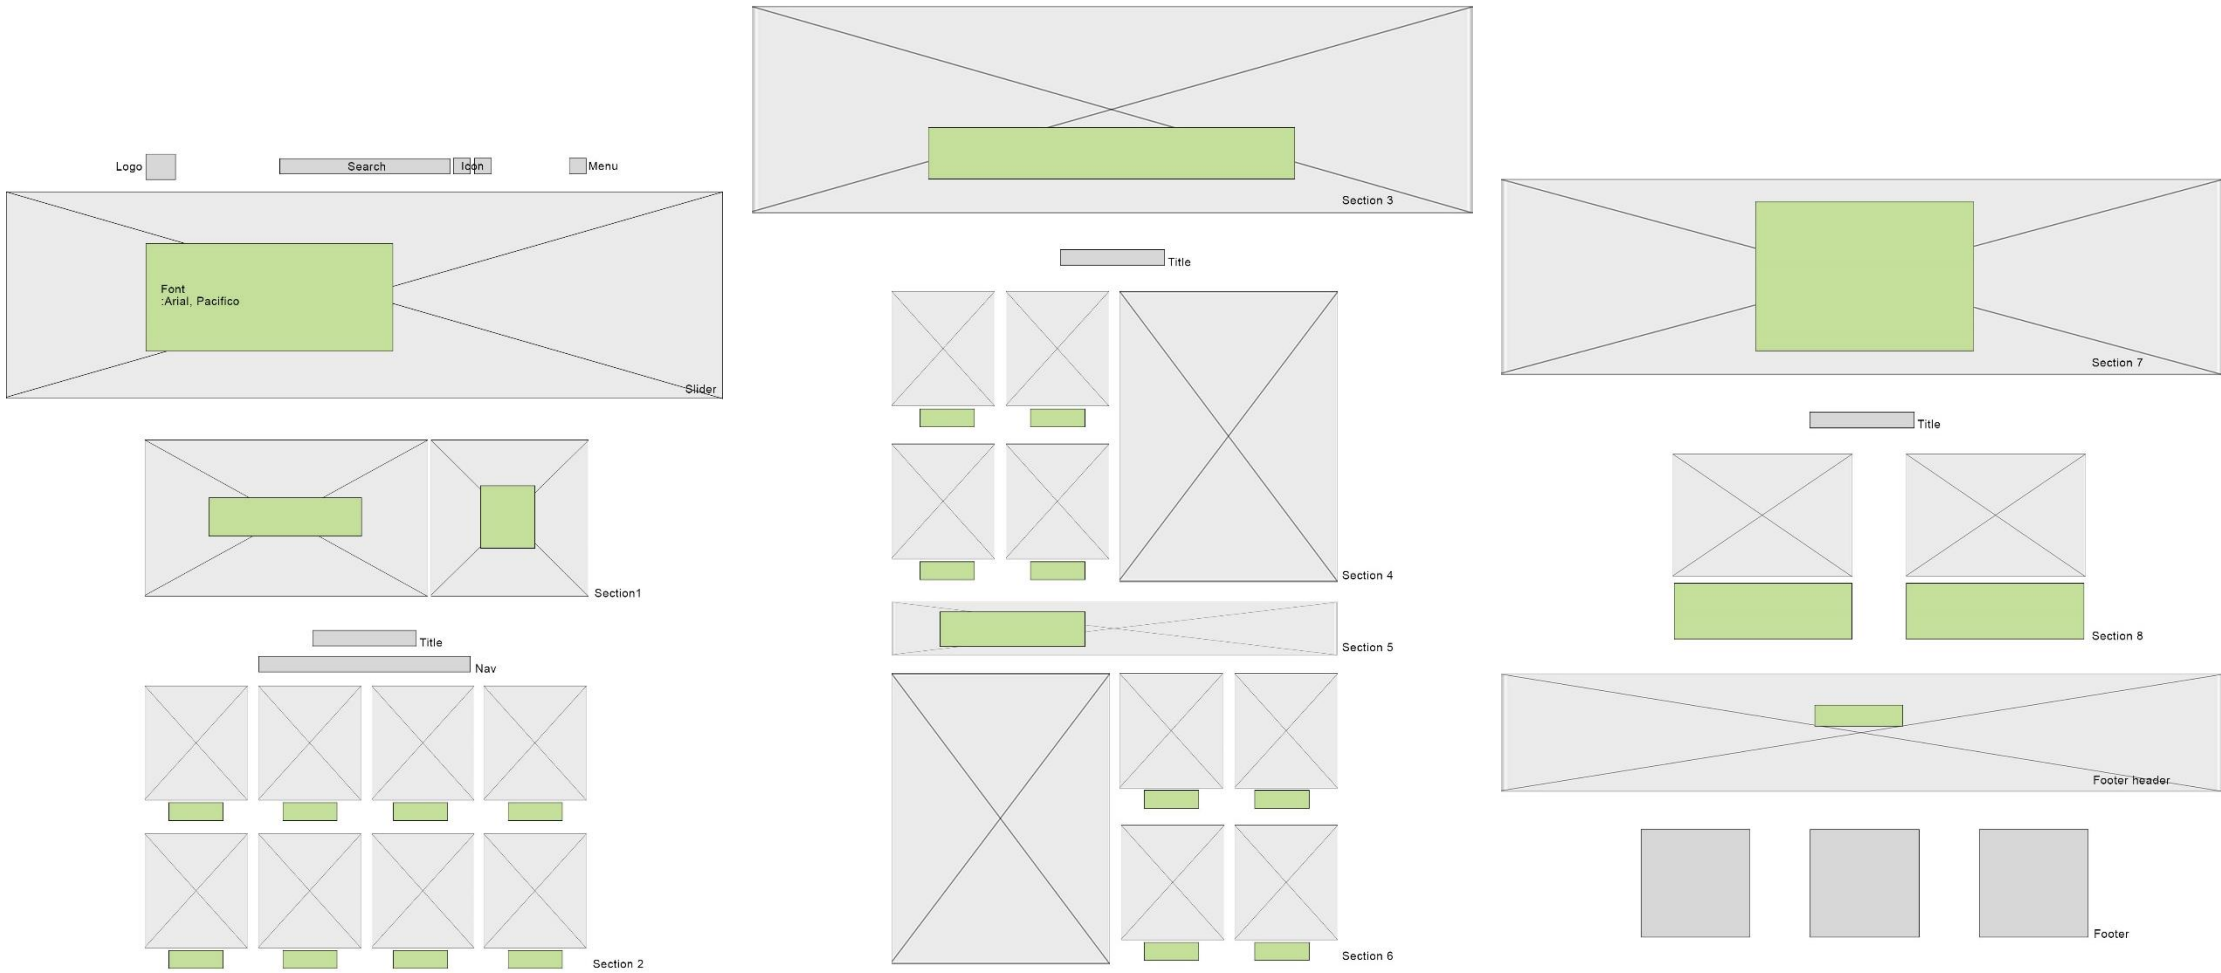 Logo
Search
Icon
Menu
Font
:Arial, Pacifico
Slider
Section1
Title
Nav
Section 2
Section 3
Title
Section 4
Section 5
Section 6
Section 7
Title
Section 8
Footer header
Footer